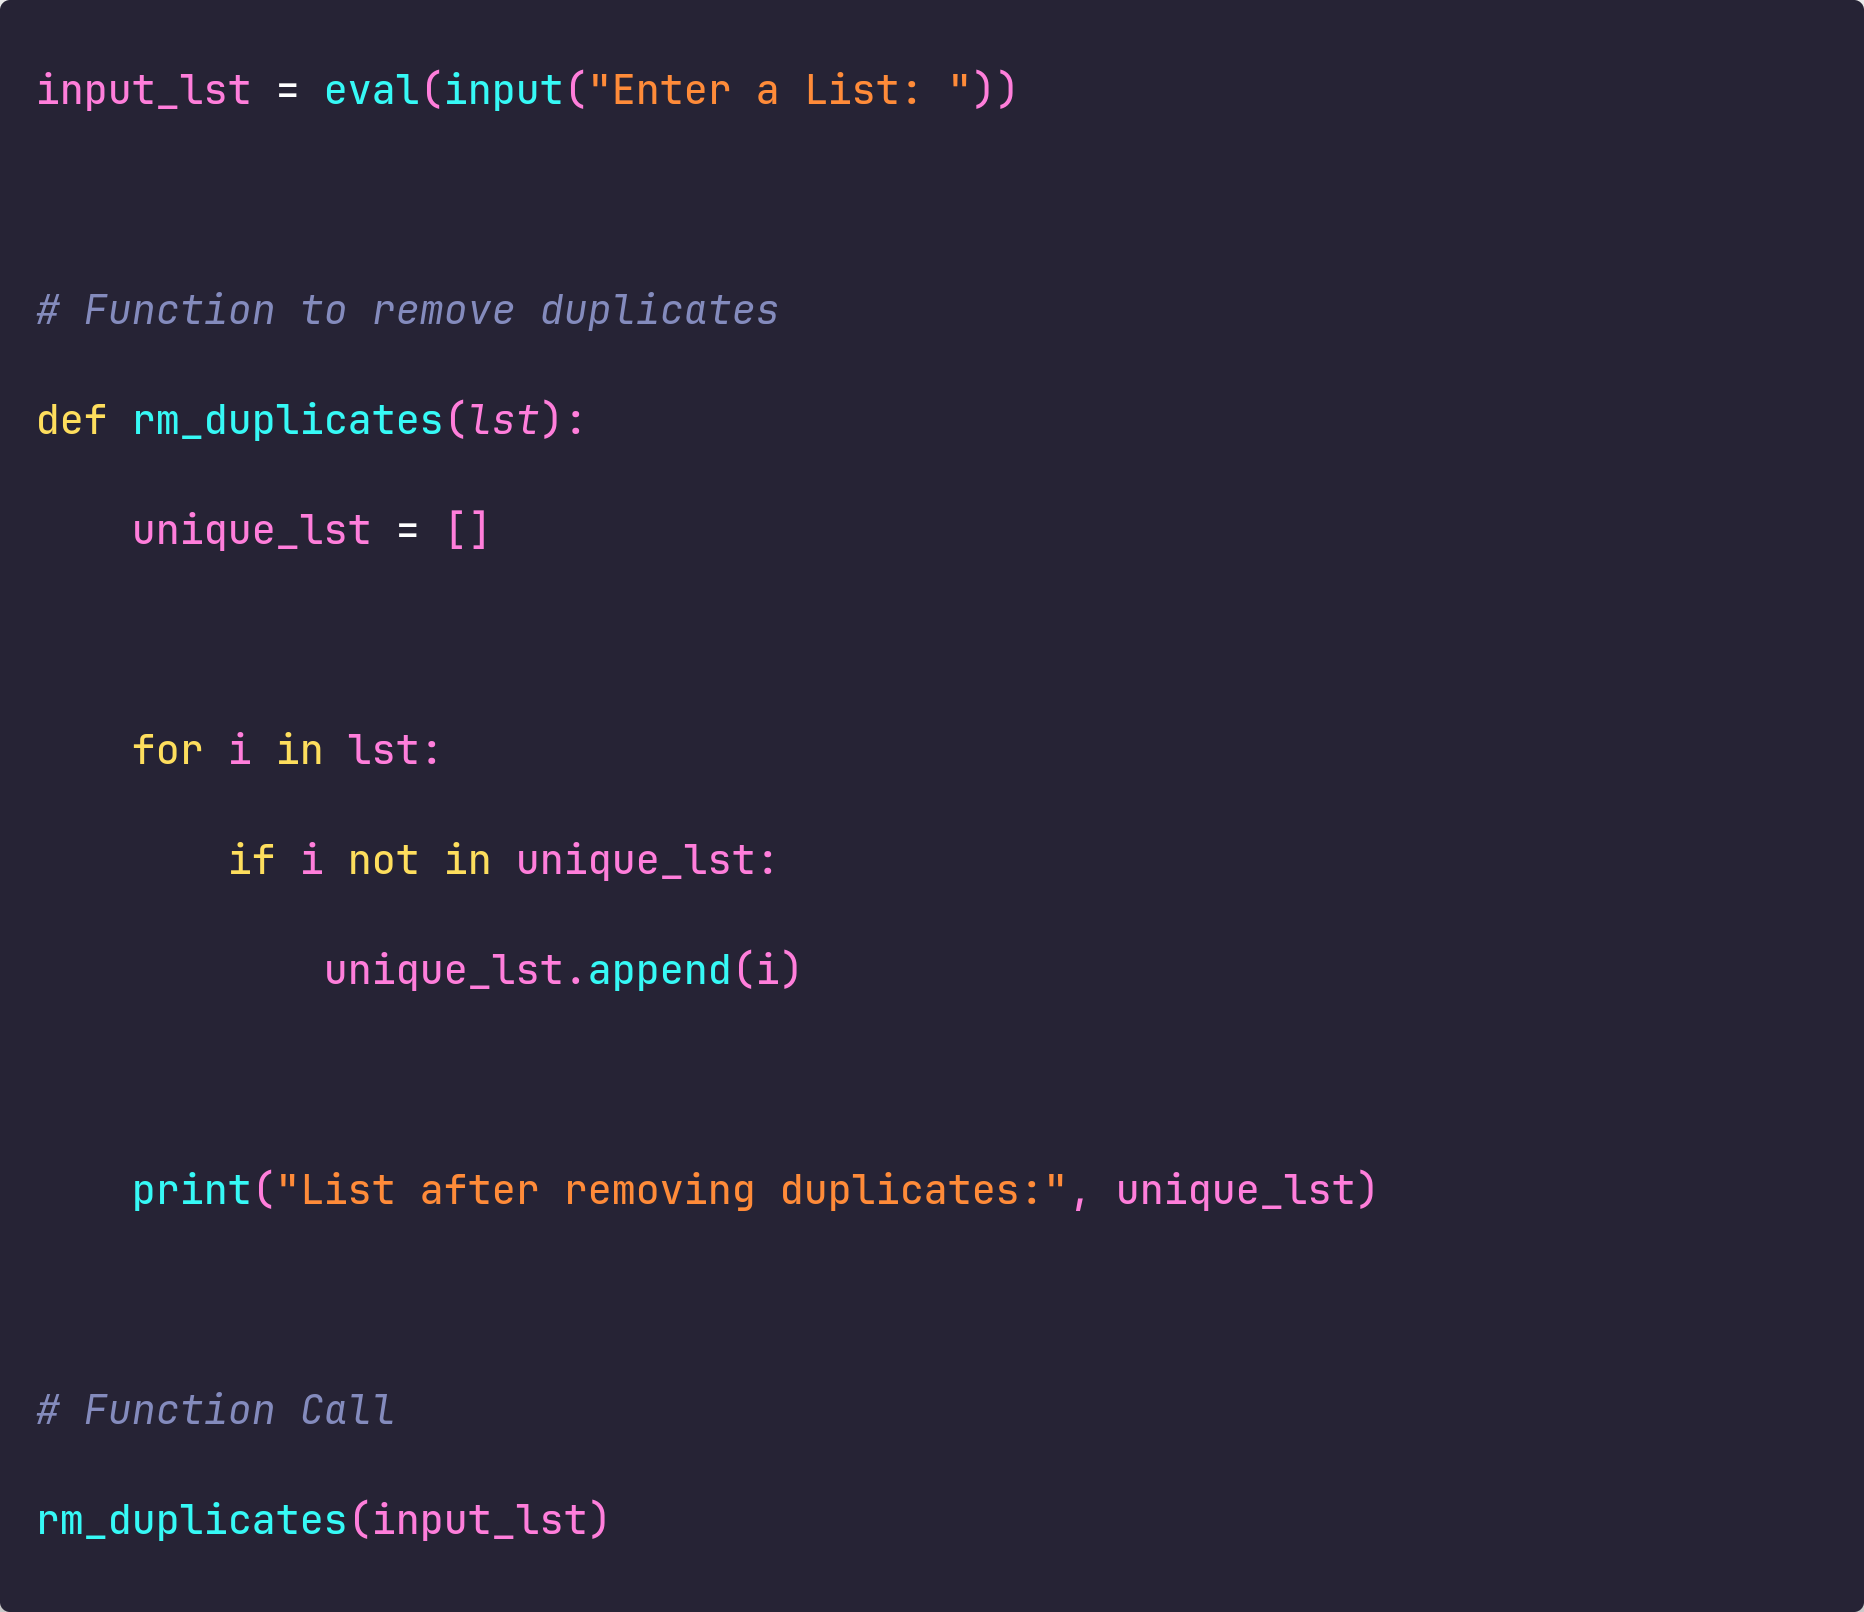 input_lst = eval(input("Enter a List: "))
# Function to remove duplicates
def rm_duplicates(lst):
    unique_lst = []
    for i in lst:
        if i not in unique_lst:
            unique_lst.append(i)
    print("List after removing duplicates:", unique_lst)
# Function Call
rm_duplicates(input_lst)